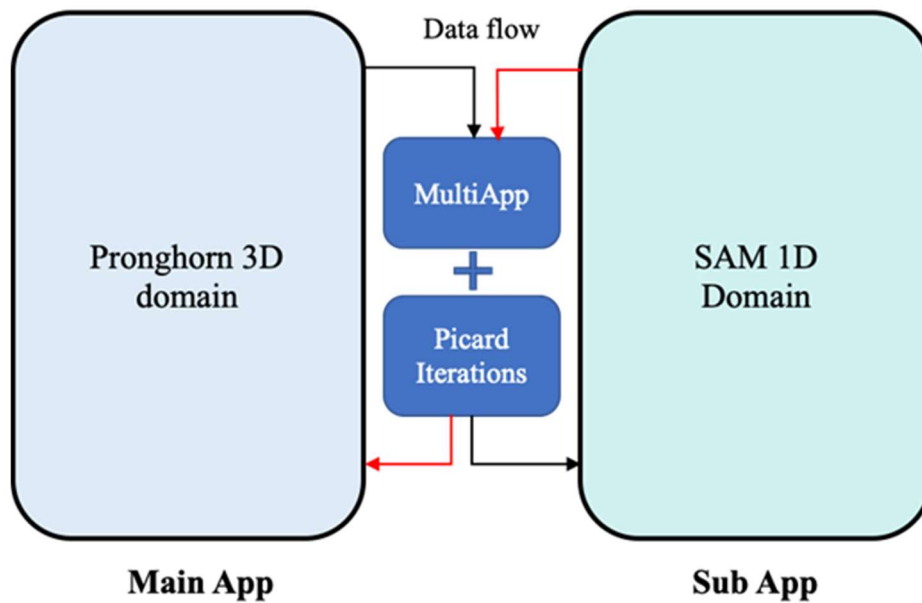 Data flow
Pronghorn 3D
domain
MultiApp
Picard
Iterations
SAM 1D
Domain
Main App
Sub App